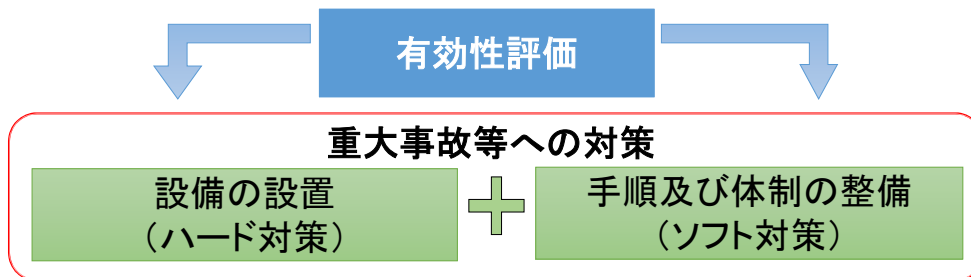 有効性評価
重大事故等への対策
設備の設置
（ハード対策）
手順及び体制の整備
（ソフト対策）